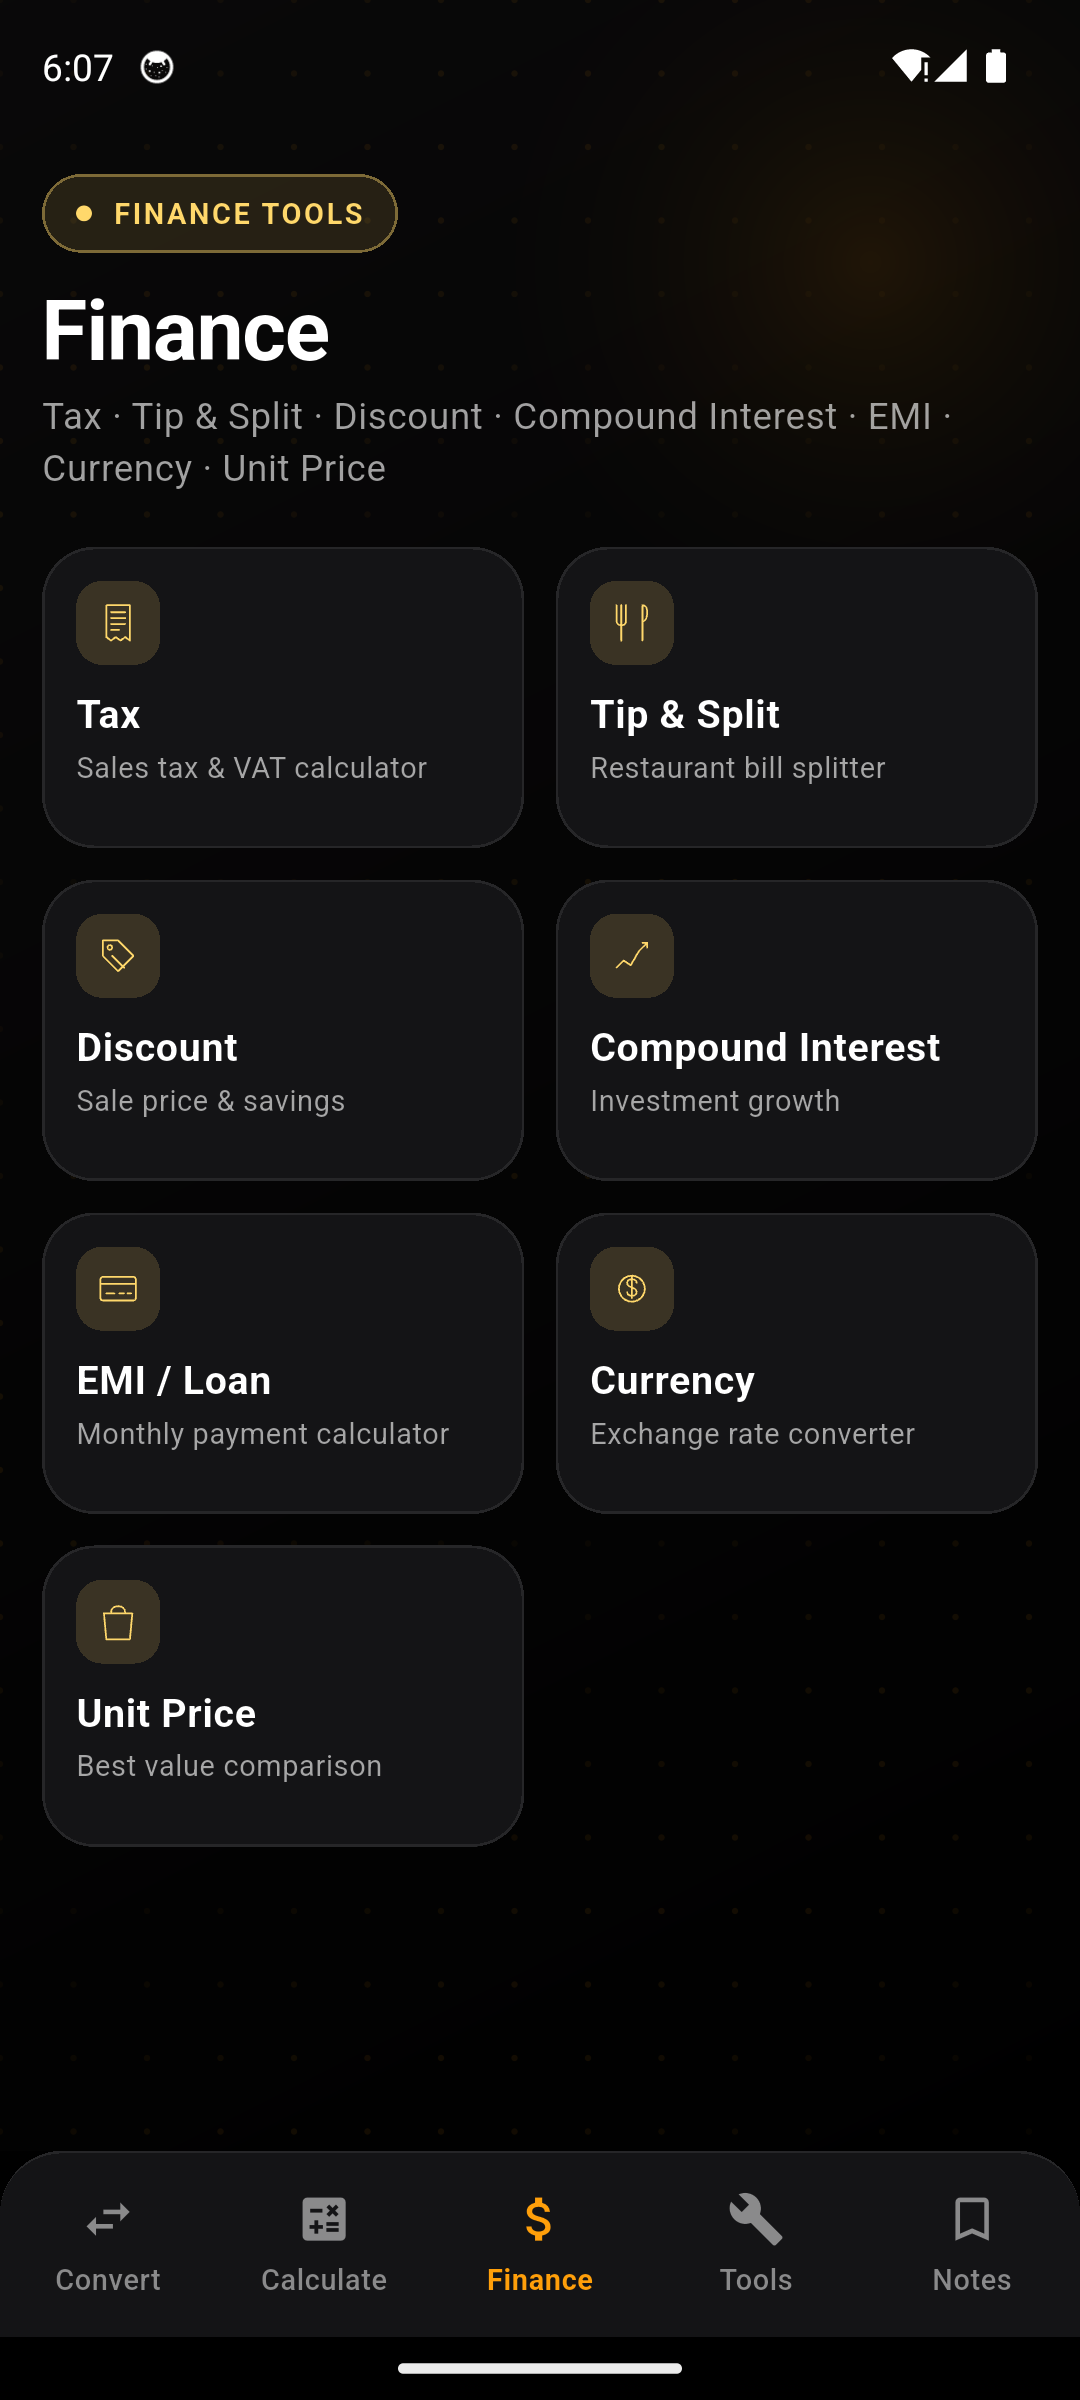 6:07
FINANCE TOOLS
Finance
Tax · Tip & Split · Discount · Compound Interest · EMI ·
Currency · Unit Price
Tax
Sales tax & VAT calculator
Tip & Split
Restaurant bill splitter
Discount
Sale price & savings
Compound Interest
Investment growth
EMI / Loan
Monthly payment calculator
Currency
Exchange rate converter
Unit Price
Best value comparison
Convert
Calculate
Finance
Tools
Notes